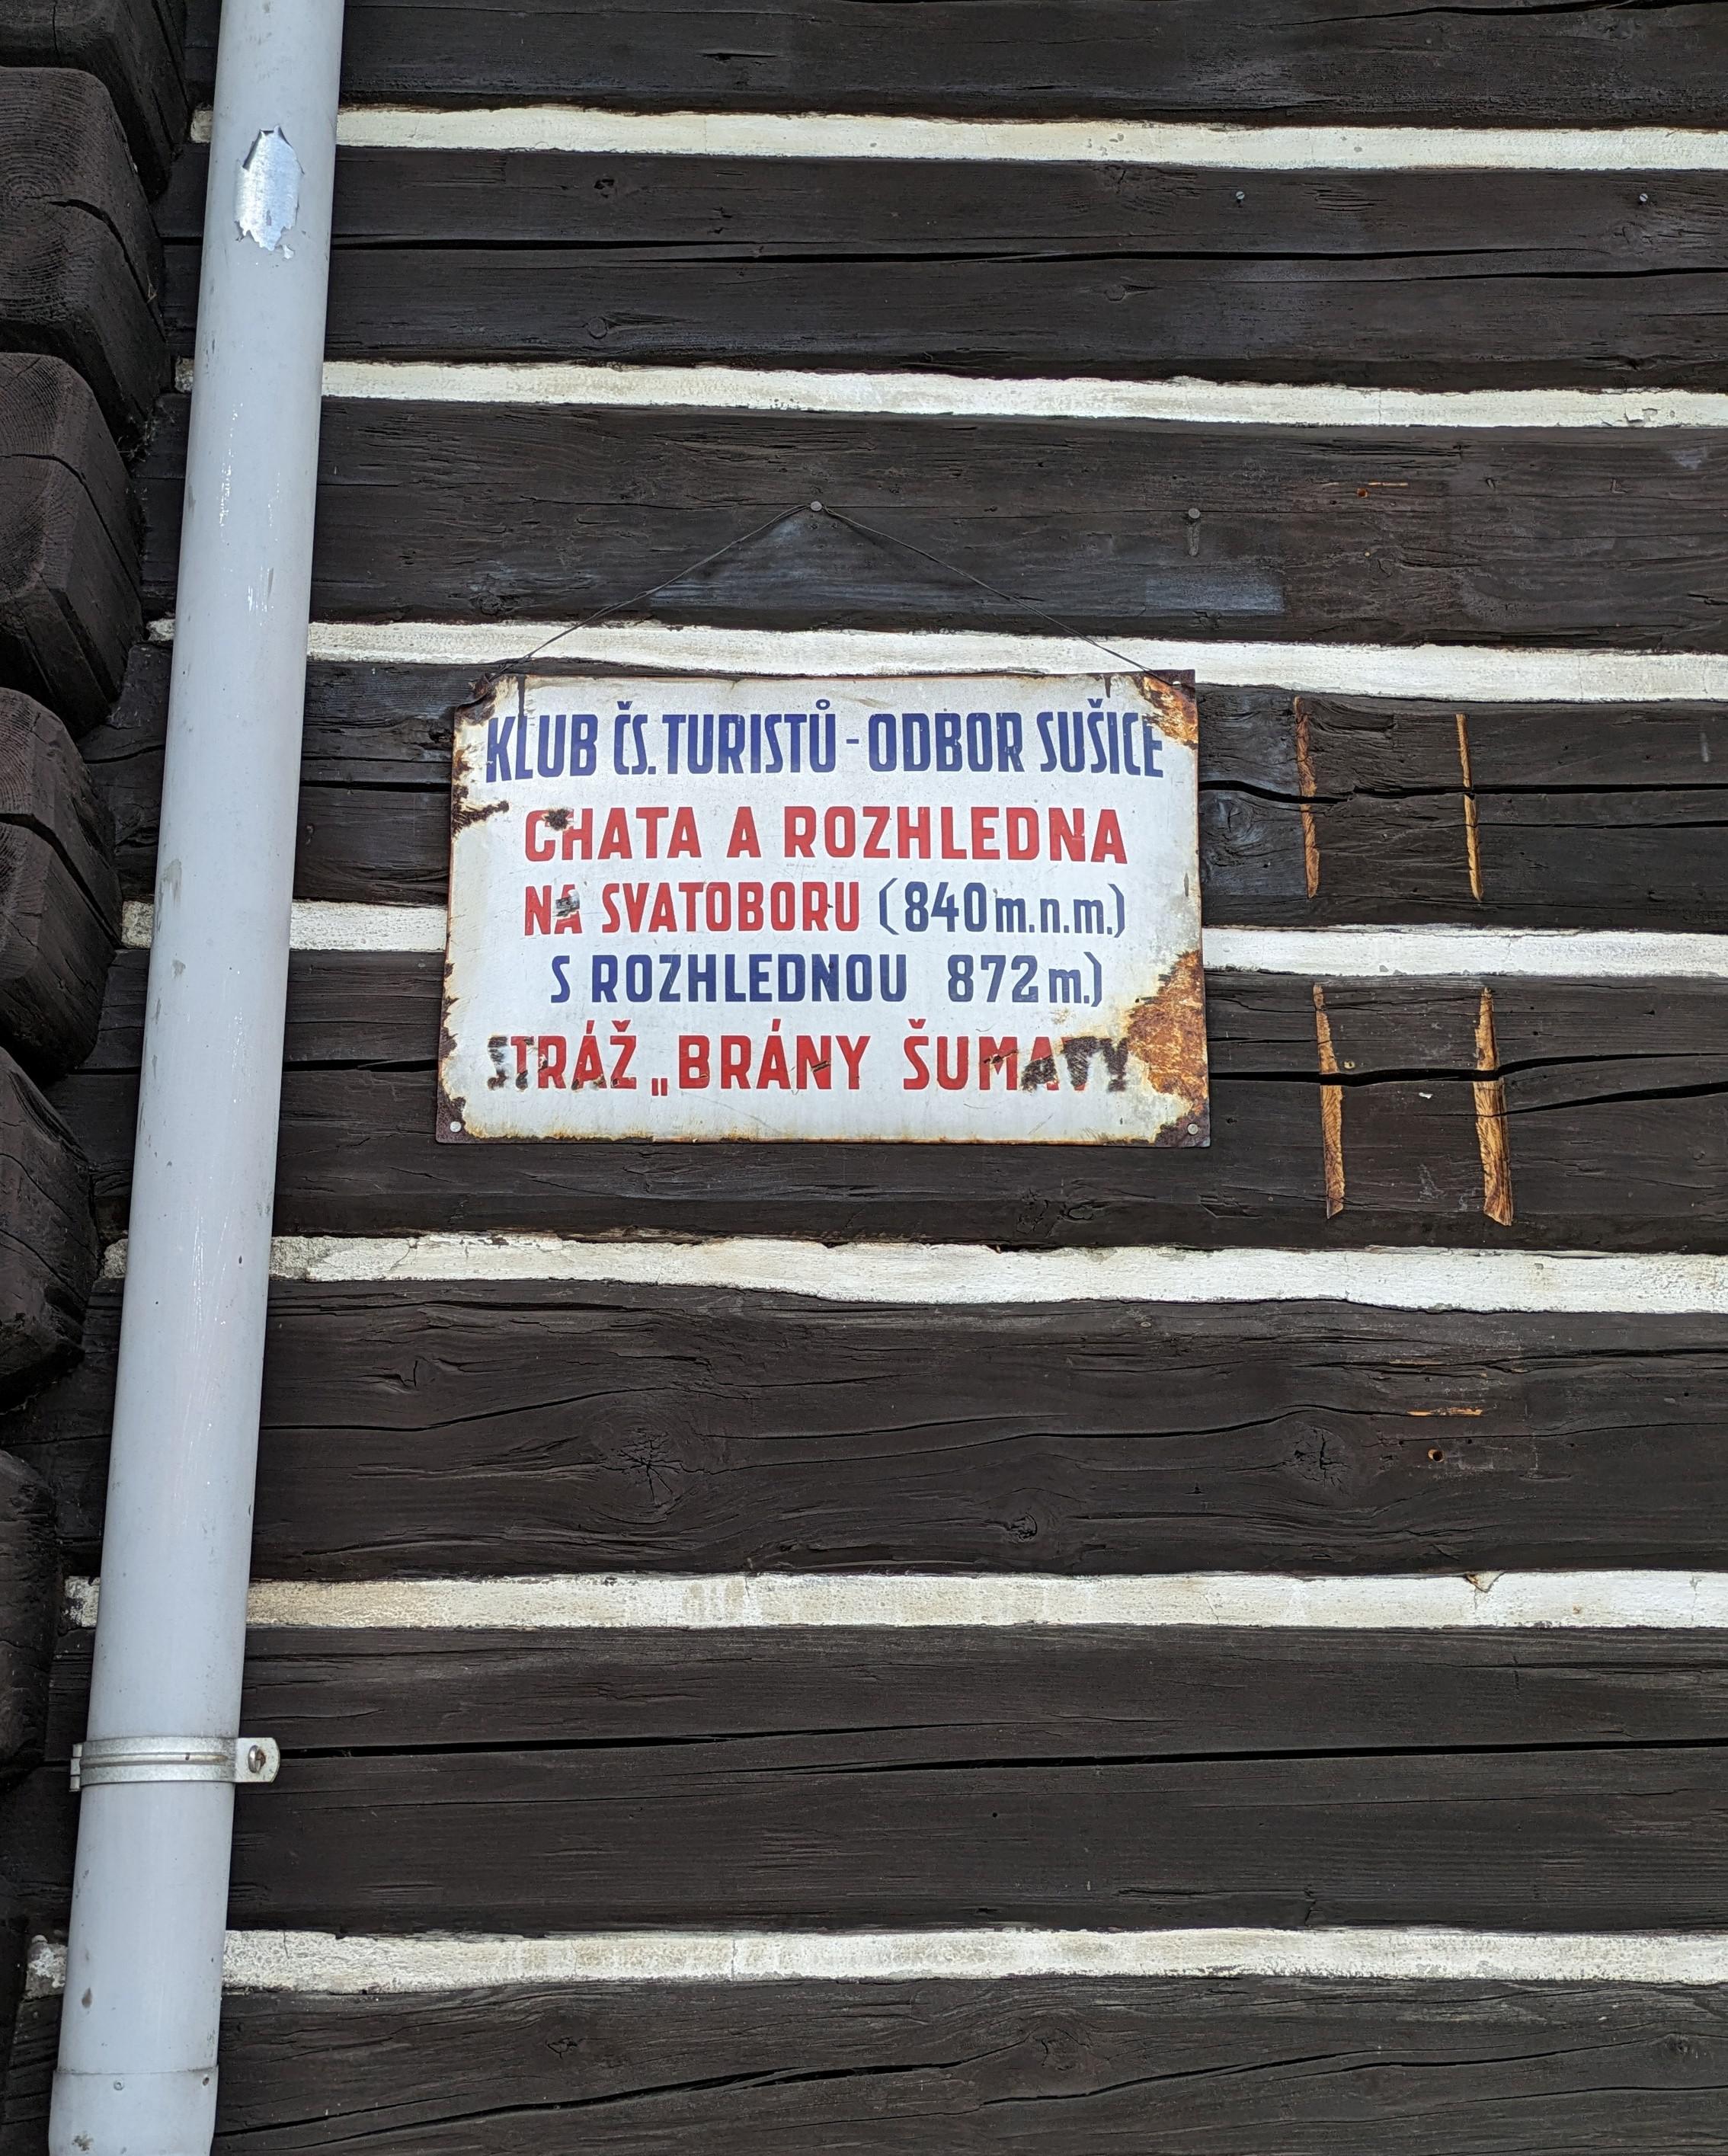 KLUB ČS. TURISTŮ - ODBOR SUŠICE
CHATA A ROZHLEDNA
NA SVATOBORU (840 m.n.m.)
S ROZHLEDNOU 872 m.)
STRÁŽ „BRÁNY ŠUMAVY